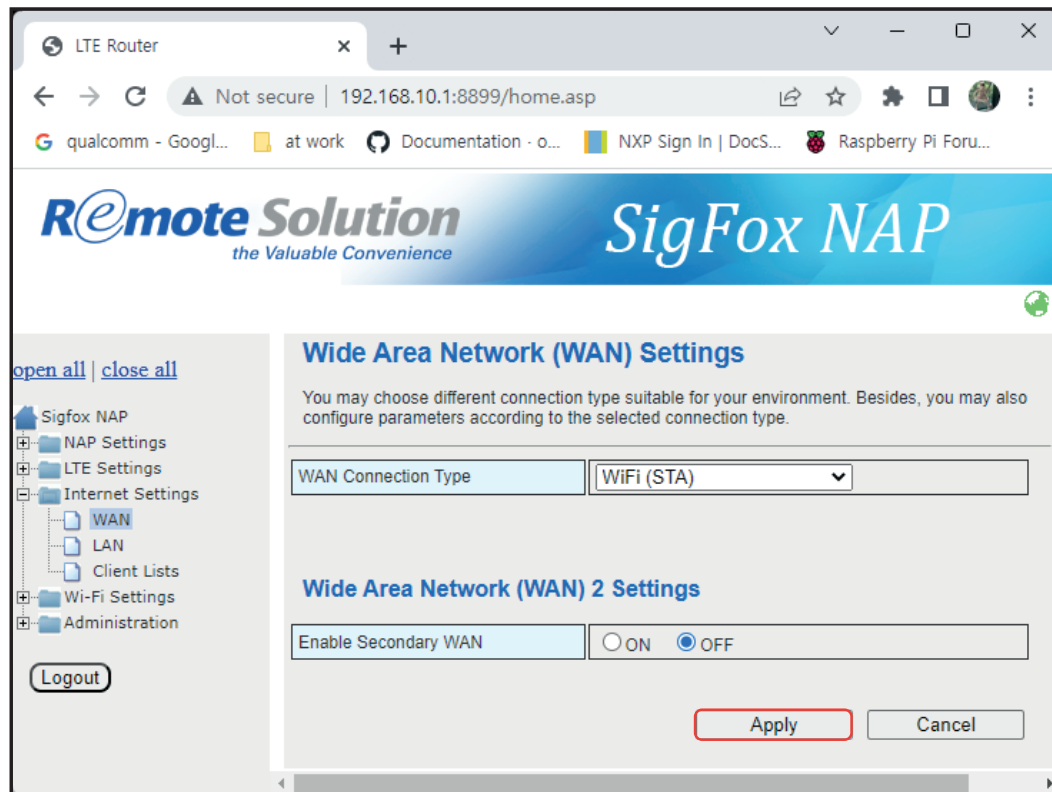 LTE Router
Not secure | 192.168.10.1:8899/home.asp
qualcomm - Googl...
at work
Documentation · o...
NXP Sign In | DocS...
Raspberry Pi Foru...
Remote Solution
the Valuable Convenience
SigFox NAP
open all | close all
Sigfox NAP
NAP Settings
LTE Settings
Internet Settings
WAN
LAN
Client Lists
Wi-Fi Settings
Administration
Logout
Wide Area Network (WAN) Settings
You may choose different connection type suitable for your environment. Besides, you may also
configure parameters according to the selected connection type.
WAN Connection Type
WiFi (STA)
Wide Area Network (WAN) 2 Settings
Enable Secondary WAN
ON OFF
Apply
Cancel